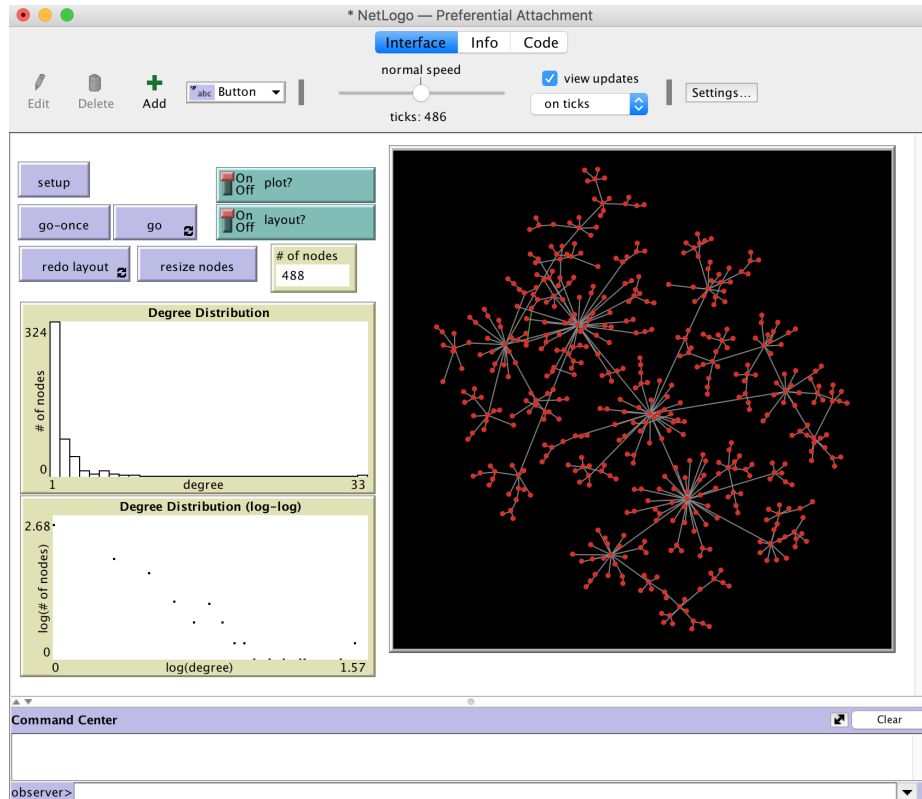 * NetLogo — Preferential Attachment
Interface Info Code
normal speed
Edit Delete Add abc Button
view updates
on ticks
Settings...
ticks: 486
setup
On
Off
plot?
go-once go
On
Off
layout?
redo layout resize nodes
# of nodes
488
Degree Distribution
324
# of nodes
0
1 degree 33
Degree Distribution (log-log)
2.68
log(# of nodes)
0
0 log(degree) 1.57
Command Center
Clear
observer>